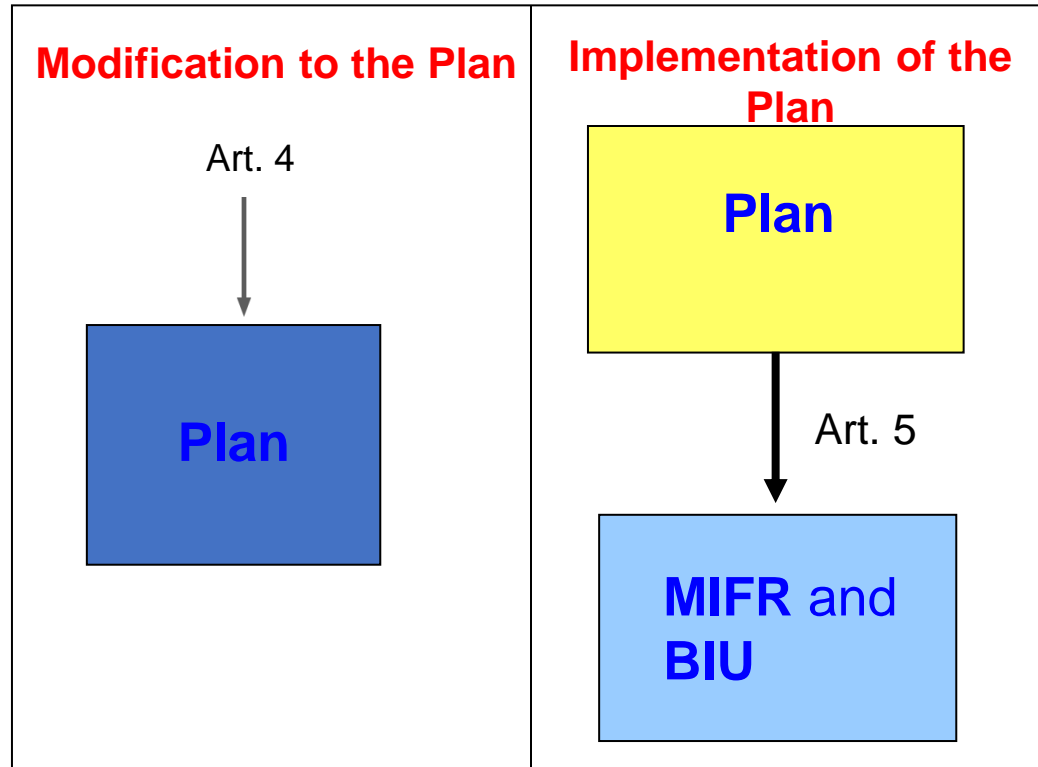 Modification to the Plan
Art. 4
Plan
Implementation of the
Plan
Plan
Art. 5
MIFR and
BIU